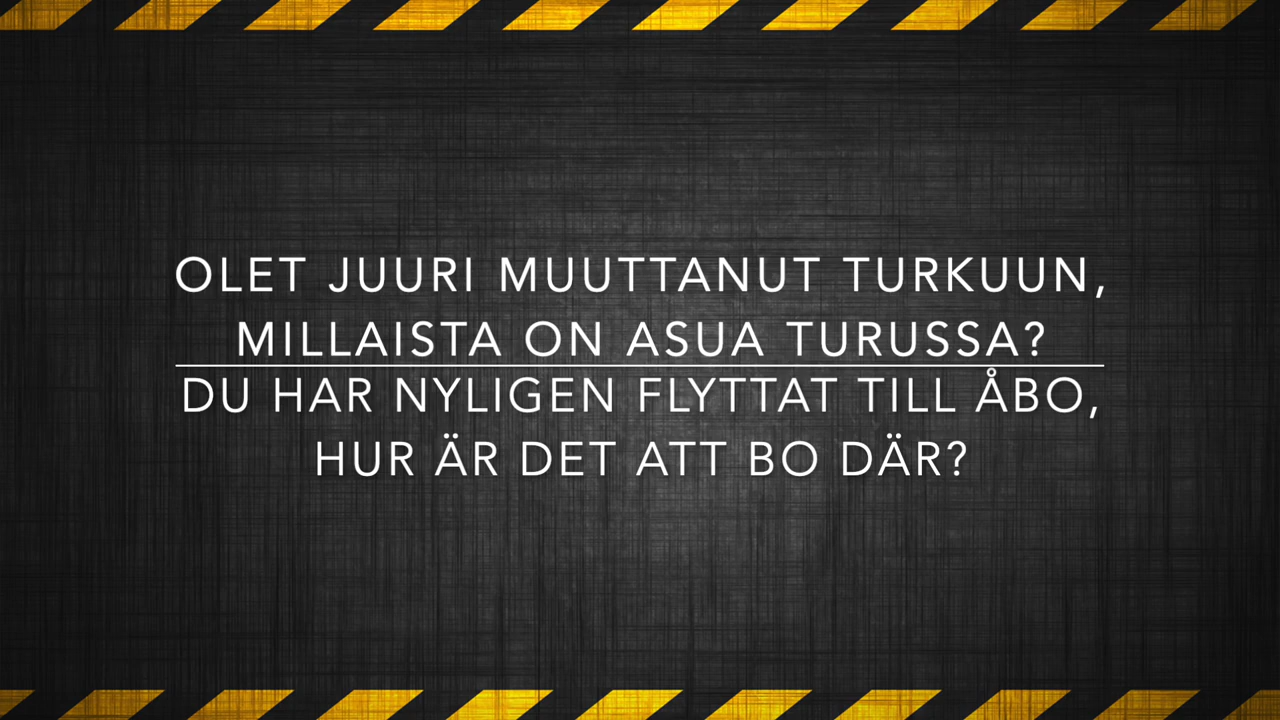 OLET JUURI MUUTTANUT TURKUUN,
MILLAISTA ON ASUA TURUSSA?
DU HAR NYLIGEN FLYTTAT TILL ÅBO,
HUR ÄR DET ATT BO DÄR?